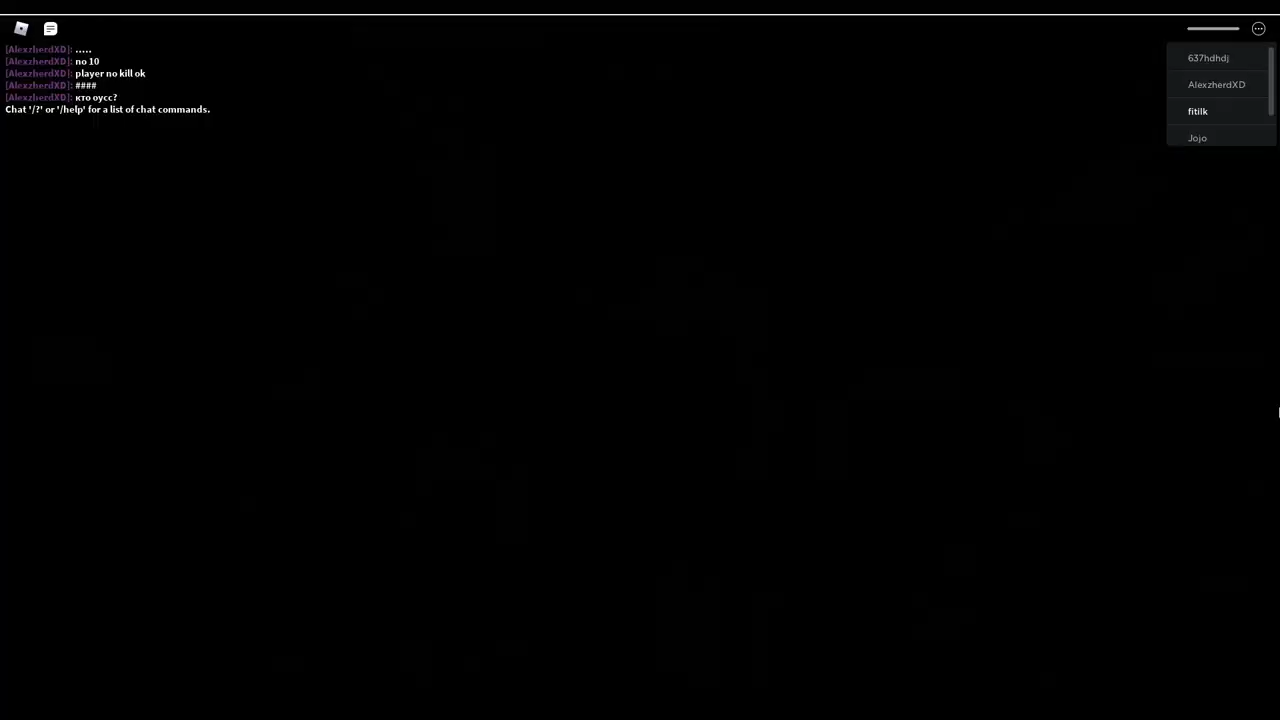 [AlexzherdXD]: .....
[AlexzherdXD]: no 10
[AlexzherdXD]: player no kill ok
[AlexzherdXD]: ####
[AlexzherdXD]: кто оусс?
Chat '/?' or '/help' for a list of chat commands.
637hdhdj
AlexzherdXD
fitilk
Jojo